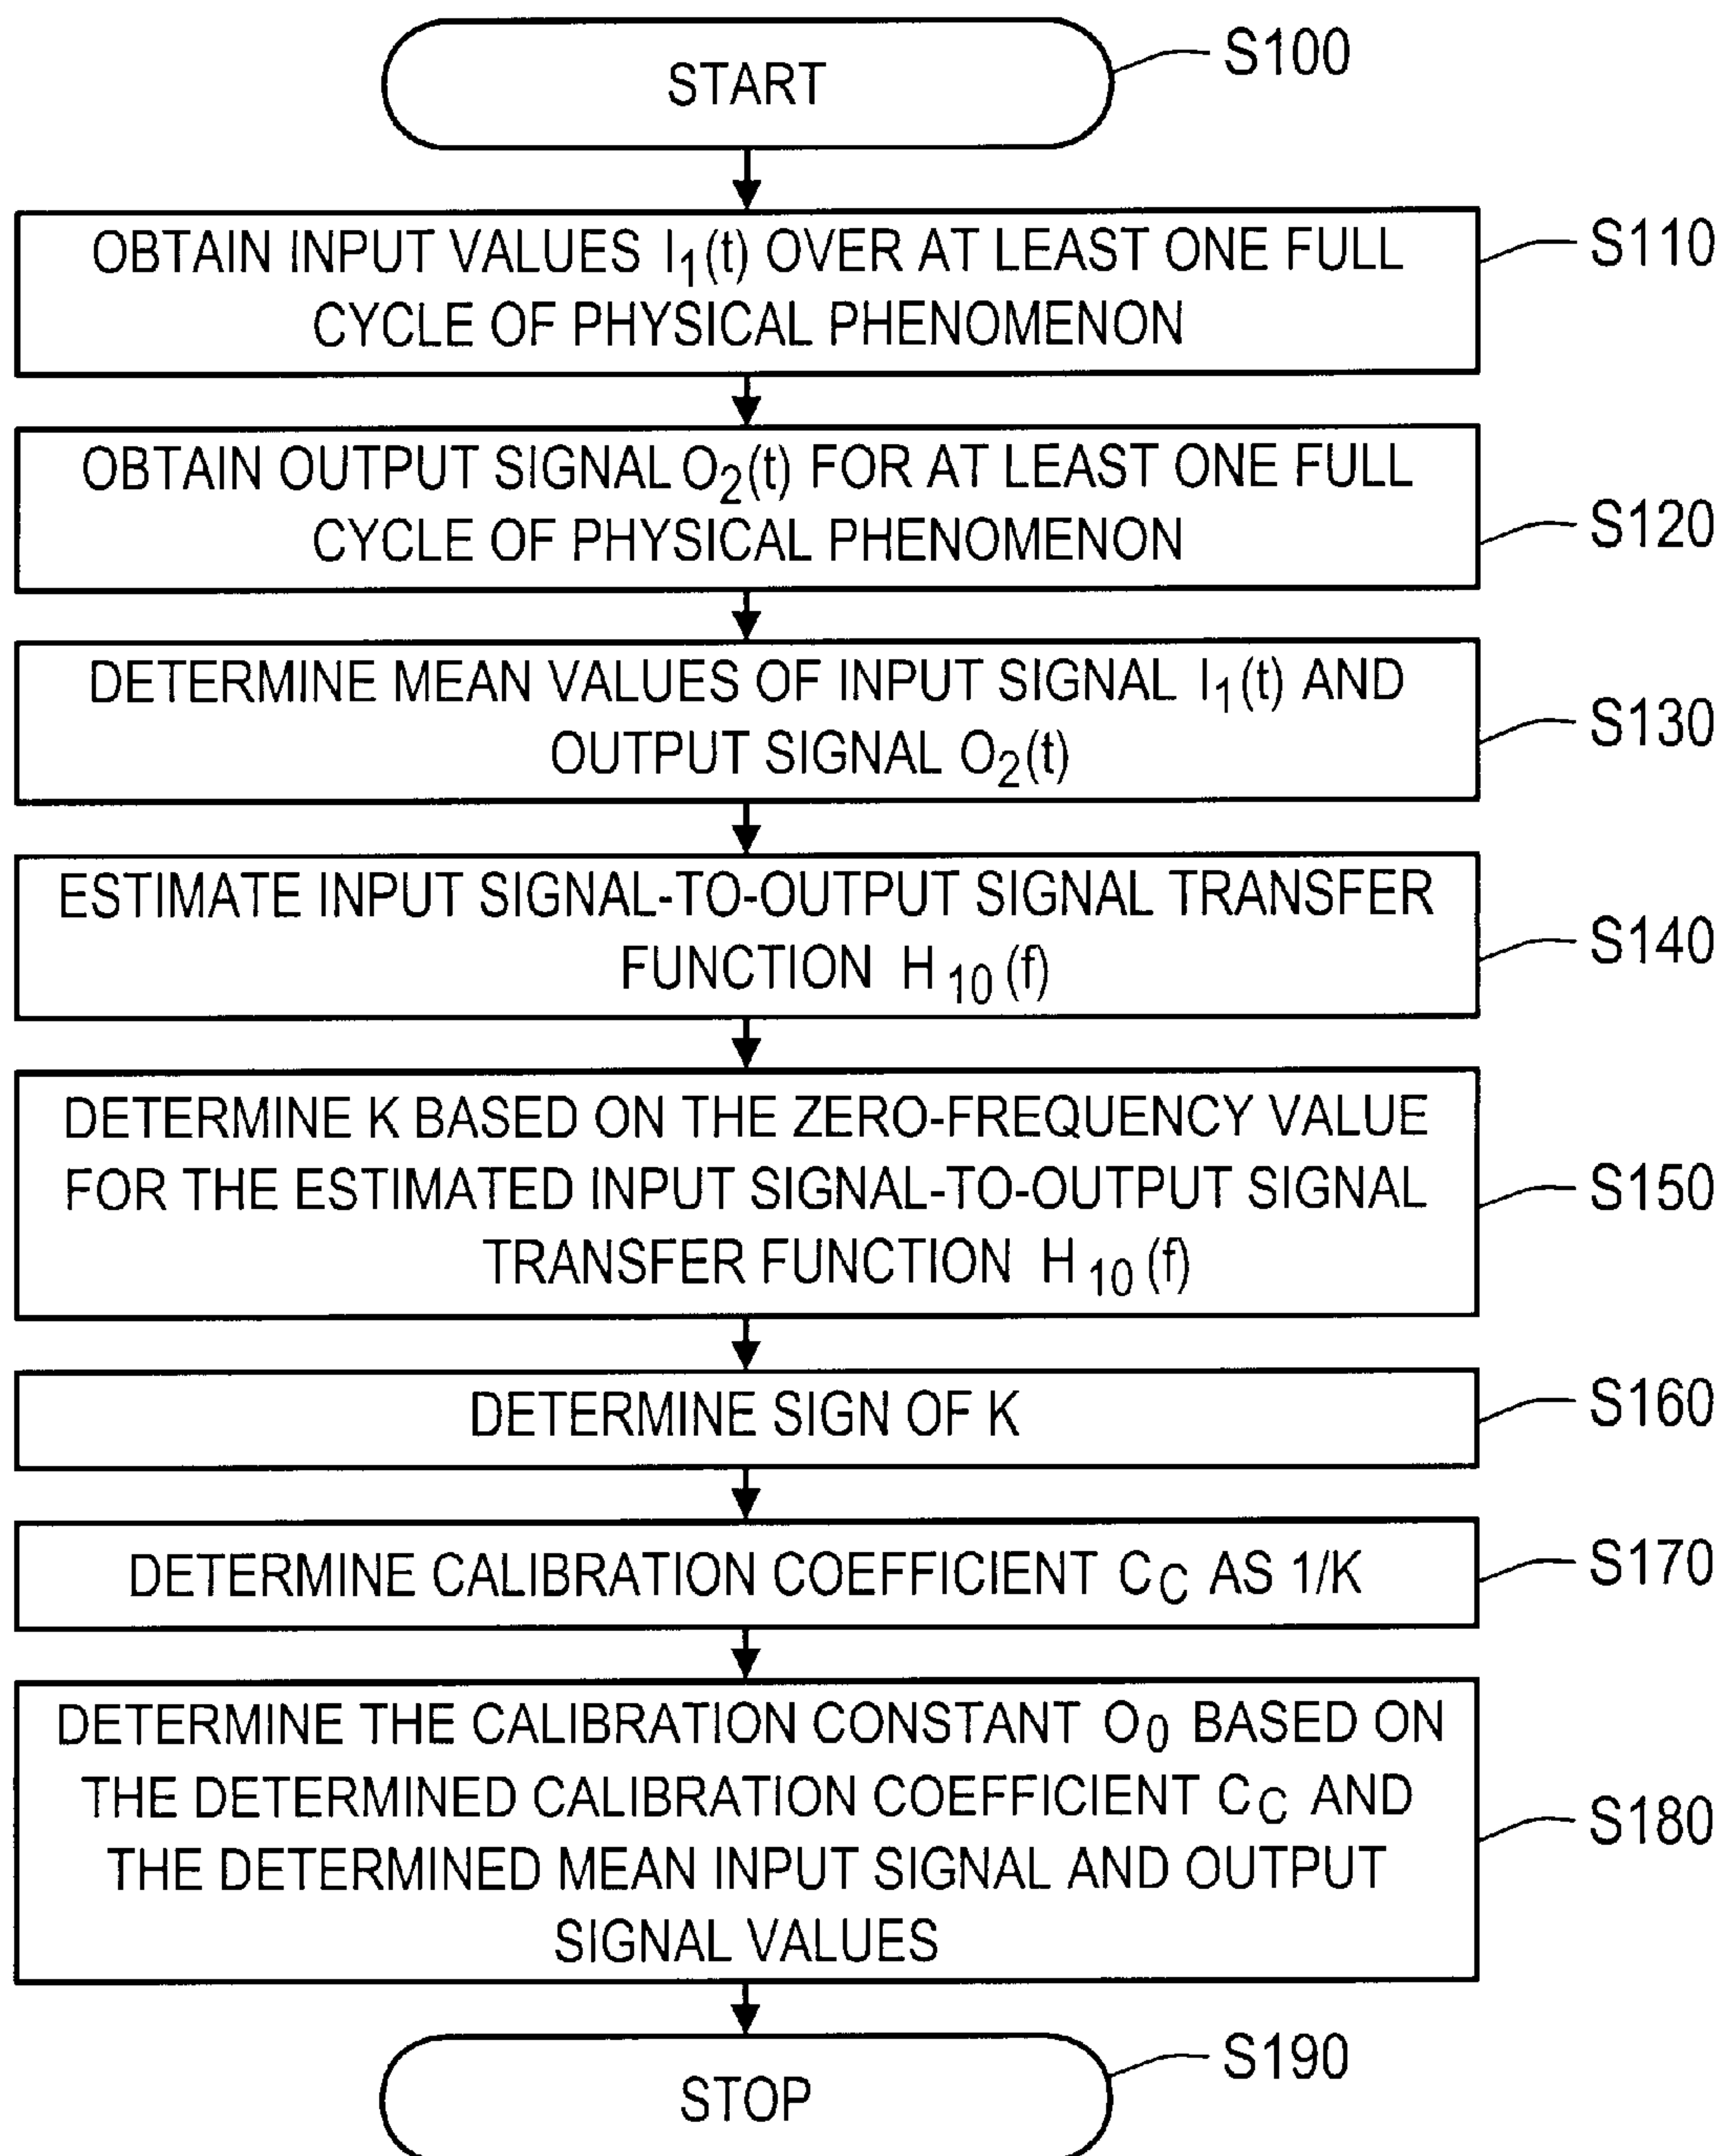 START
S100
OBTAIN INPUT VALUES I₁(t) OVER AT LEAST ONE FULL
CYCLE OF PHYSICAL PHENOMENON
S110
OBTAIN OUTPUT SIGNAL O₂(t) FOR AT LEAST ONE FULL
CYCLE OF PHYSICAL PHENOMENON
S120
DETERMINE MEAN VALUES OF INPUT SIGNAL I₁(t) AND
OUTPUT SIGNAL O₂(t)
S130
ESTIMATE INPUT SIGNAL-TO-OUTPUT SIGNAL TRANSFER
FUNCTION H₁₀(f)
S140
DETERMINE K BASED ON THE ZERO-FREQUENCY VALUE
FOR THE ESTIMATED INPUT SIGNAL-TO-OUTPUT SIGNAL
TRANSFER FUNCTION H₁₀(f)
S150
DETERMINE SIGN OF K
S160
DETERMINE CALIBRATION COEFFICIENT C_C AS 1/K
S170
DETERMINE THE CALIBRATION CONSTANT O₀ BASED ON
THE DETERMINED CALIBRATION COEFFICIENT C_C AND
THE DETERMINED MEAN INPUT SIGNAL AND OUTPUT
SIGNAL VALUES
S180
STOP
S190